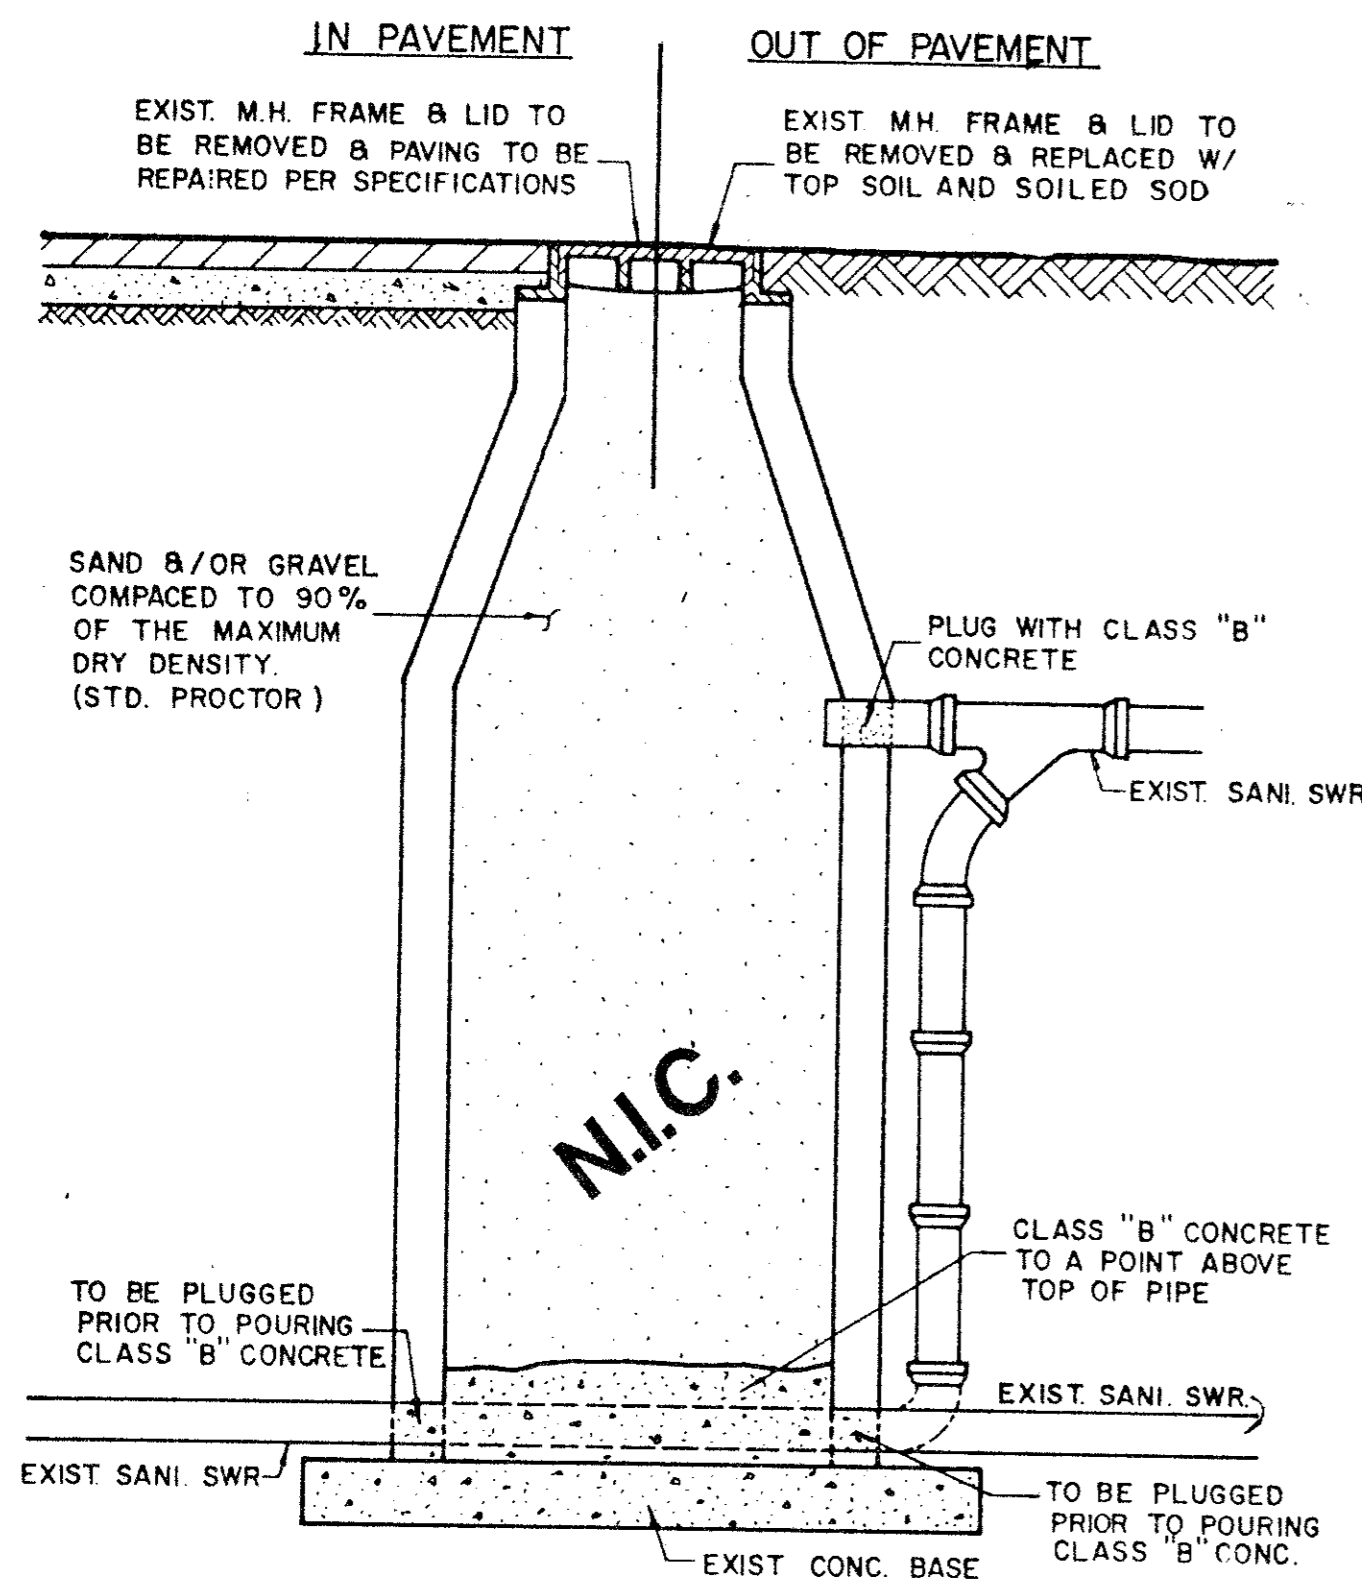 IN PAVEMENT
OUT OF PAVEMENT
EXIST. M.H. FRAME & LID TO
BE REMOVED & PAVING TO BE
REPAIRED PER SPECIFICATIONS
EXIST. M.H. FRAME & LID TO
BE REMOVED & REPLACED W/
TOP SOIL AND SOILED SOD
SAND &/OR GRAVEL
COMPACED TO 90%
OF THE MAXIMUM
DRY DENSITY.
(STD. PROCTOR)
PLUG WITH CLASS "B"
CONCRETE
EXIST. SANI. SWR
N.I.C.
CLASS "B" CONCRETE
TO A POINT ABOVE
TOP OF PIPE
TO BE PLUGGED
PRIOR TO POURING
CLASS "B" CONCRETE
EXIST. SANI. SWR.
EXIST. SANI. SWR
TO BE PLUGGED
PRIOR TO POURING
CLASS "B" CONC.
EXIST CONC. BASE